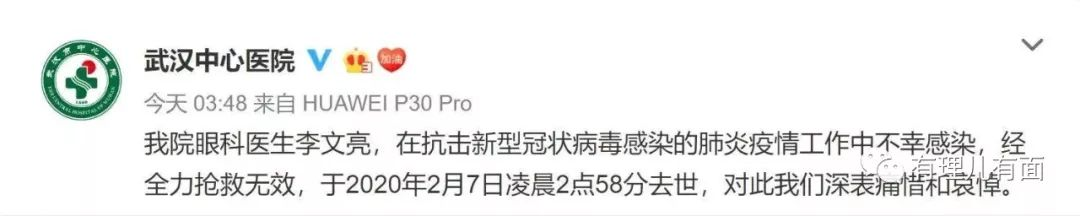 武汉中心医院
加油
今天 03:48 来自 HUAWEI P30 Pro
我院眼科医生李文亮，在抗击新型冠状病毒感染的肺炎疫情工作中不幸感染，经
全力抢救无效，于2020年2月7日凌晨2点58分去世，对此我们深表痛惜和哀悼。
有理儿有面